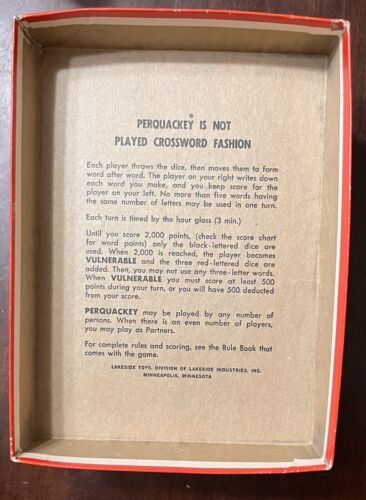 PERQUACKEY IS NOT
PLAYED CROSSWORD FASHION
Each player throws the dice, then moves them to form
word after word. The player on your right writes down
each word you make, and you keep score for the
player on your left. No more than five words having
the same number of letters may be used in one turn.
Each turn is timed by the hour glass (3 min.)
Until you score 2,000 points, (check the score chart
for word points) only the black-lettered dice are
used. When 2,000 is reached, the player becomes
VULNERABLE and the three red-lettered dice are
added. Then, you may not use any three-letter words.
When VULNERABLE you must score at least 500
points during your turn, or you will have 500 deducted
from your score.
PERQUACKEY may be played by any number of
persons. When there is an even number of players,
you may play as Partners.
For complete rules and scoring, see the Rule Book that
comes with the game.
LAKESIDE TOYS, DIVISION OF LAKESIDE INDUSTRIES, INC.
MINNEAPOLIS, MINNESOTA